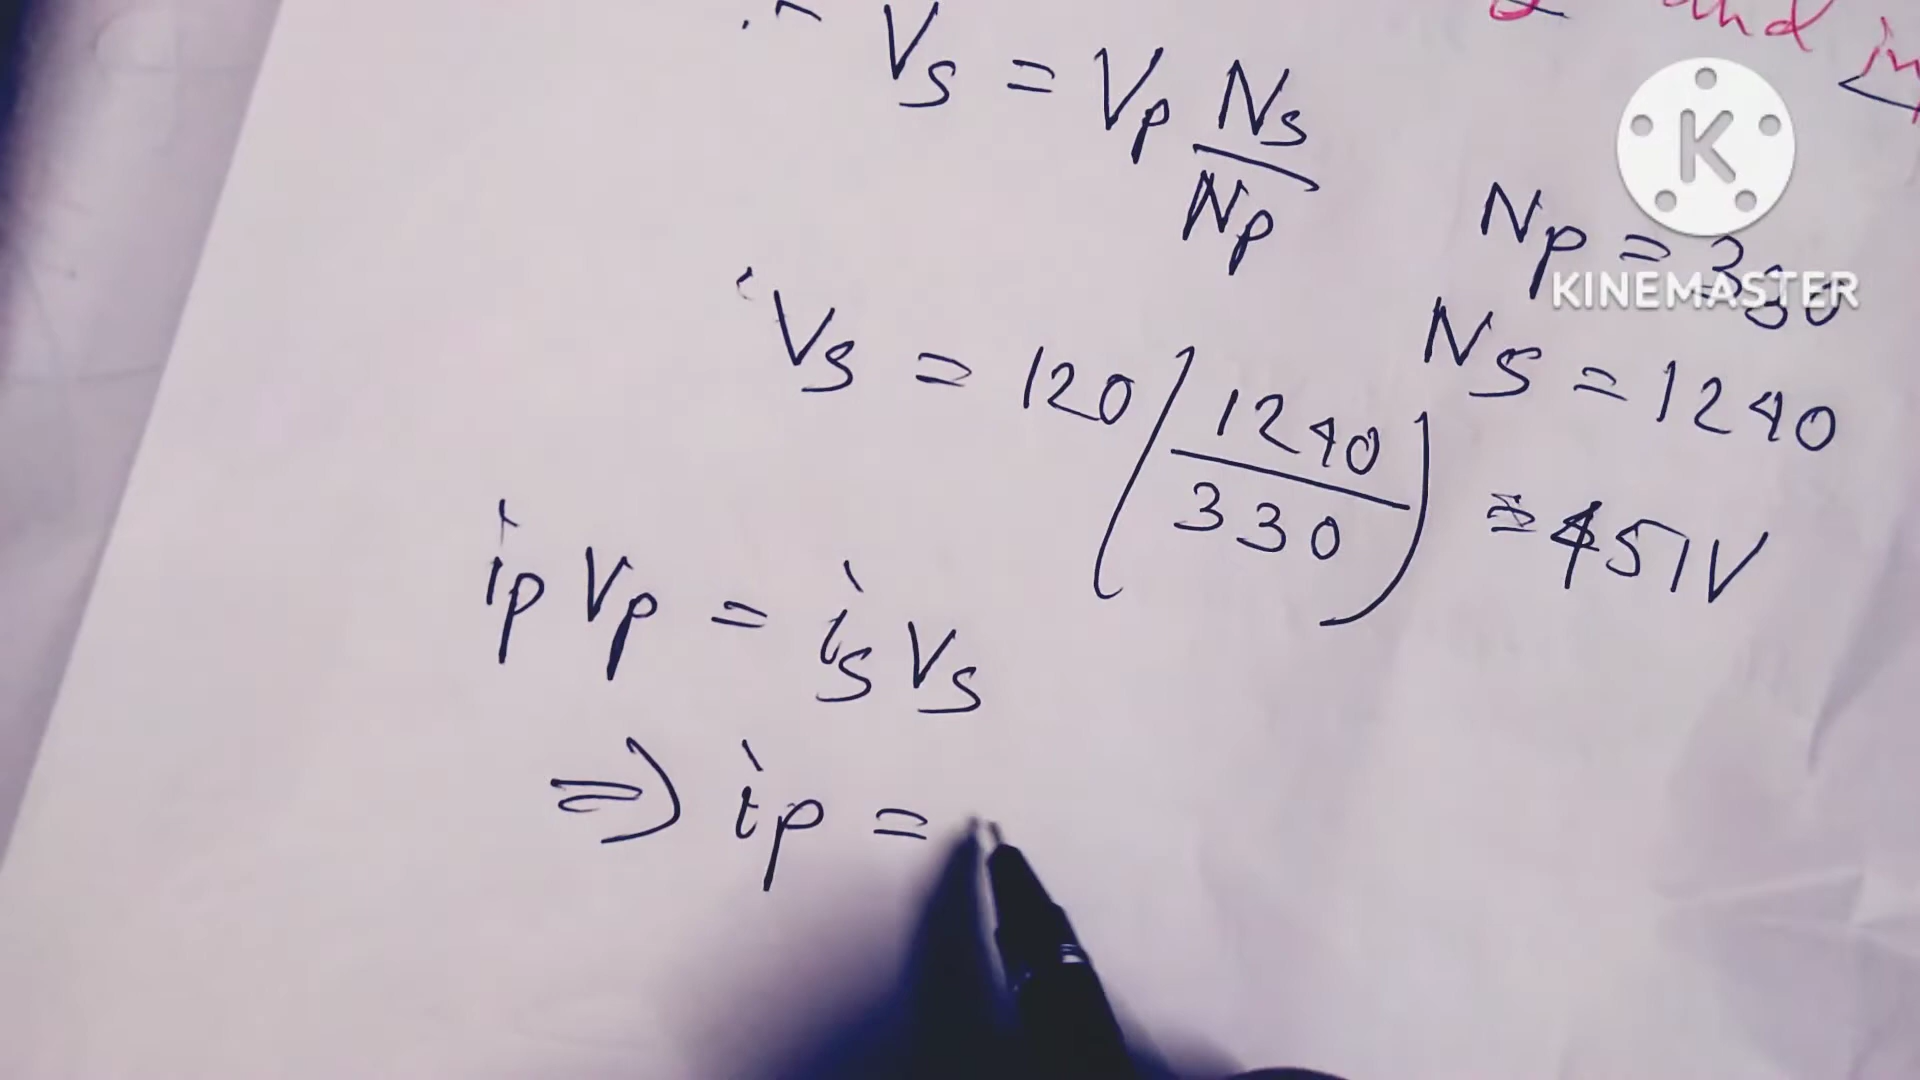 and
Vs = Vp Ns/Np
K
KINEMASTER
Np = 330
Ns = 1240
Vs = 120 (1240/330) = 451V
ip Vp = is Vs
⇒ ip =